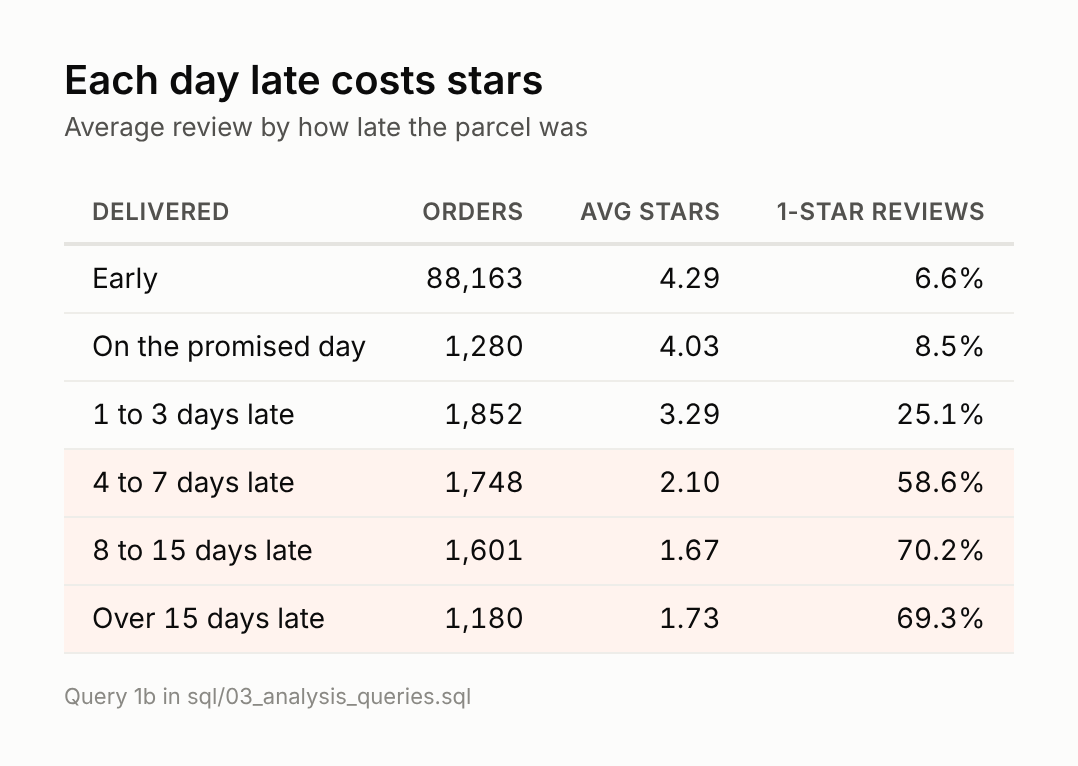 Each day late costs stars
Average review by how late the parcel was
DELIVERED ORDERS AVG STARS 1-STAR REVIEWS
Early 88,163 4.29 6.6%
On the promised day 1,280 4.03 8.5%
1 to 3 days late 1,852 3.29 25.1%
4 to 7 days late 1,748 2.10 58.6%
8 to 15 days late 1,601 1.67 70.2%
Over 15 days late 1,180 1.73 69.3%
Query 1b in sql/03_analysis_queries.sql